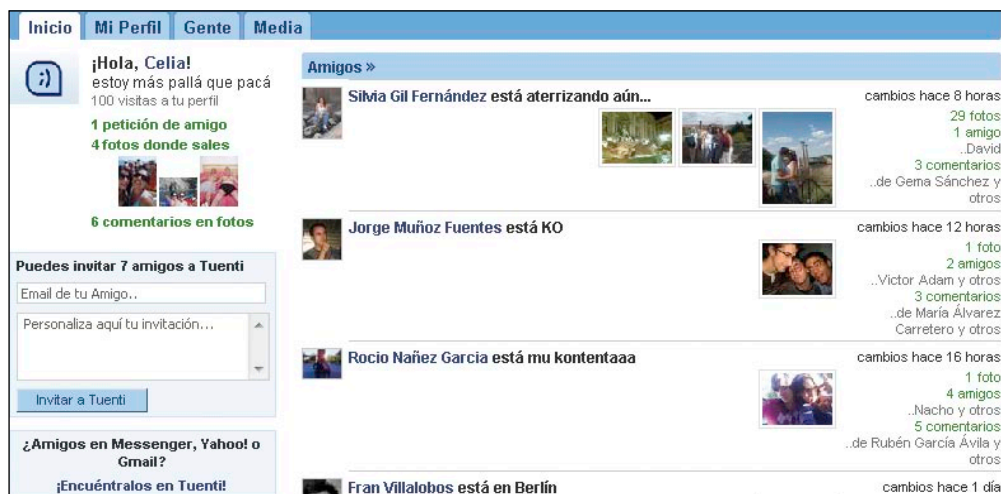 Inicio Mi Perfil Gente Media
;)
¡Hola, Celia!
estoy más pallá que pacá
100 visitas a tu perfil
1 petición de amigo
4 fotos donde sales
6 comentarios en fotos
Puedes invitar 7 amigos a Tuenti
Email de tu Amigo..
Personaliza aquí tu invitación...
Invitar a Tuenti
¿Amigos en Messenger, Yahoo! o
Gmail?
¡Encuéntralos en Tuenti!
Amigos »
Silvia Gil Fernández está aterrizando aún...
cambios hace 8 horas
29 fotos
1 amigo
..David
3 comentarios
..de Gema Sánchez y
otros
Jorge Muñoz Fuentes está KO
cambios hace 12 horas
1 foto
2 amigos
..Victor Adam y otros
3 comentarios
..de María Álvarez
Carretero y otros
Rocio Nañez Garcia está mu kontentaaa
cambios hace 16 horas
1 foto
4 amigos
..Nacho y otros
5 comentarios
..de Rubén García Ávila y
otros
Fran Villalobos está en Berlín
cambios hace 1 día